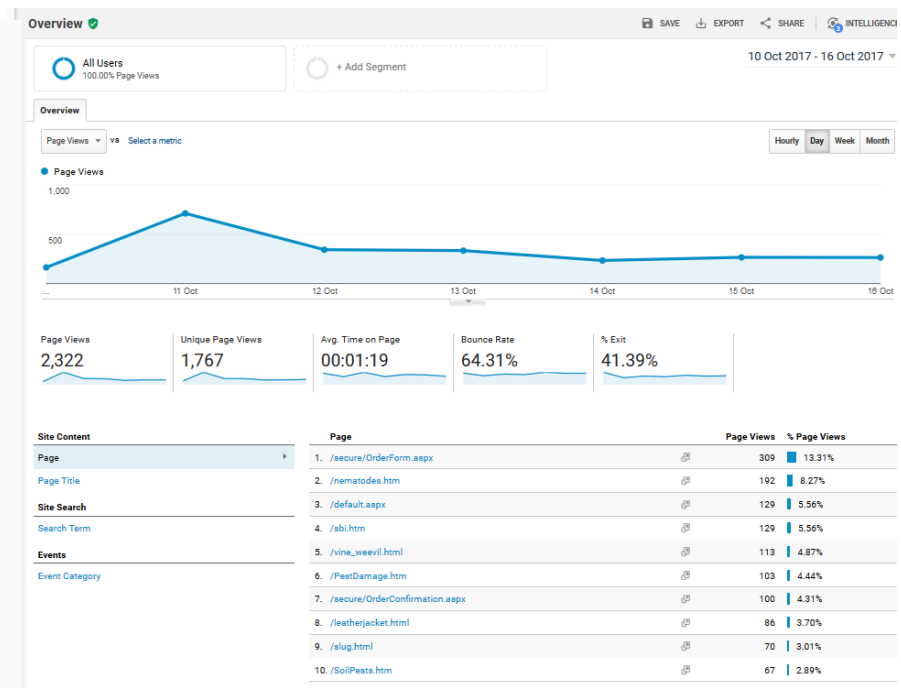 Overview
SAVE EXPORT SHARE INTELLIGENCE
3
All Users
100.00% Page Views
+ Add Segment
10 Oct 2017 - 16 Oct 2017
Overview
Page Views vs Select a metric
Hourly Day Week Month
Page Views
1,000
500
... 11 Oct 12 Oct 13 Oct 14 Oct 15 Oct 16 Oct
Page Views Unique Page Views Avg. Time on Page Bounce Rate % Exit
2,322 1,767 00:01:19 64.31% 41.39%
Site Content
Page
Page Title
Site Search
Search Term
Events
Event Category
Page Page Views % Page Views
1. /secure/OrderForm.aspx 309 13.31%
2. /nematodes.htm 192 8.27%
3. /default.aspx 129 5.56%
4. /sbi.htm 129 5.56%
5. /vine_weevil.html 113 4.87%
6. /PestDamage.htm 103 4.44%
7. /secure/OrderConfirmation.aspx 100 4.31%
8. /leatherjacket.html 86 3.70%
9. /slug.html 70 3.01%
10. /SoilPests.htm 67 2.89%